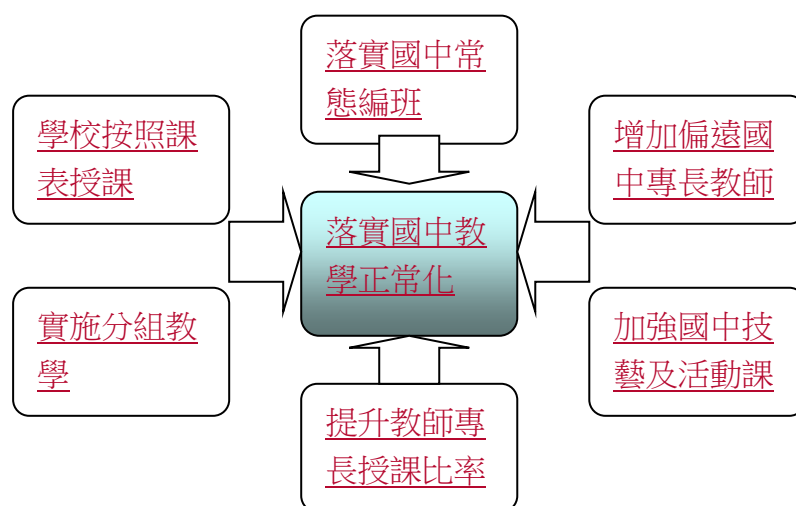 落實國中常
態編班
學校按照課
表授課
增加偏遠國
中專長教師
落實國中教
學正常化
實施分組教
學
加強國中技
藝及活動課
提升教師專
長授課比率